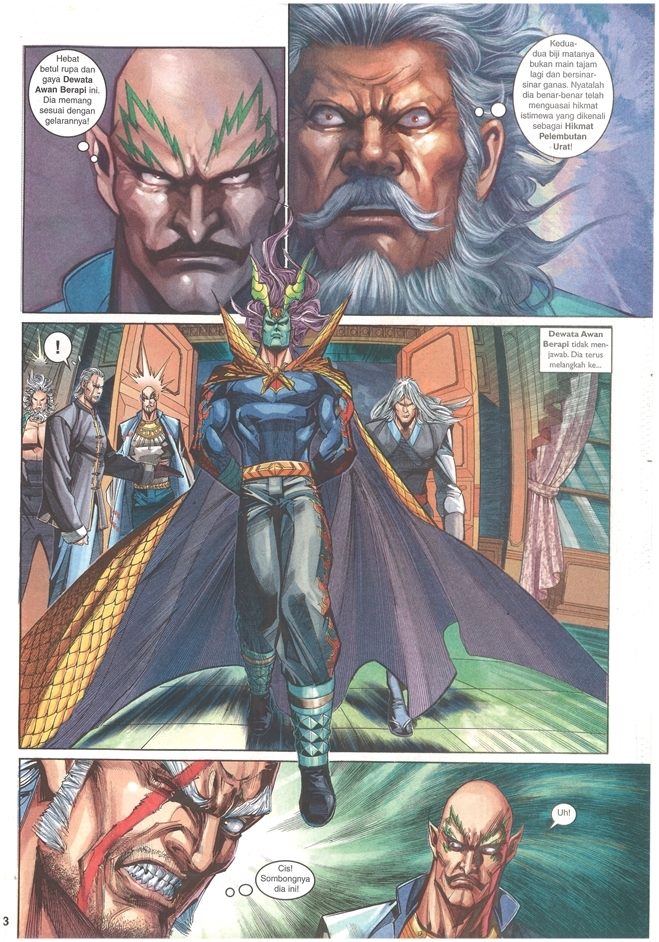 Hebat
betul rupa dan
gaya Dewata
Awan Berapi ini.
Dia memang
sesuai dengan
gelarannya!
Kedua-
dua biji matanya
bukan main tajam
lagi dan bersinar-
sinar ganas. Nyatalah
dia benar-benar telah
menguasai hikmat
istimewa yang dikenali
sebagai Hikmat
Pelembutan
Urat!
!
Dewata Awan
Berapi tidak men-
jawab. Dia terus
melangkah ke...
Cis!
Sombongnya
dia ini!
Uh!
3